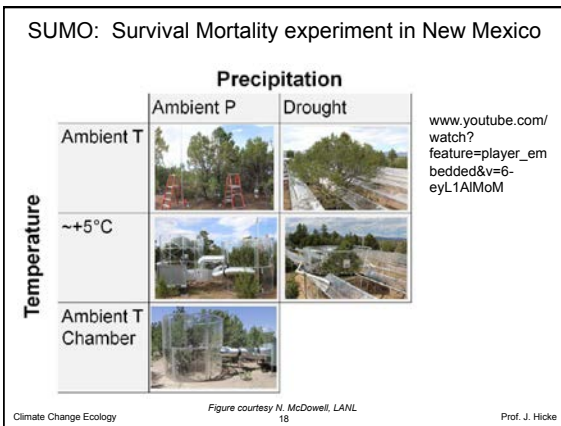 SUMO: Survival Mortality experiment in New Mexico
Precipitation
Ambient P
Drought
Temperature
Ambient T
~+5°C
Ambient T
Chamber
www.youtube.com/
watch?
feature=player_em
bedded&v=6-
eyL1AlMoM
Climate Change Ecology
Figure courtesy N. McDowell, LANL
18
Prof. J. Hicke